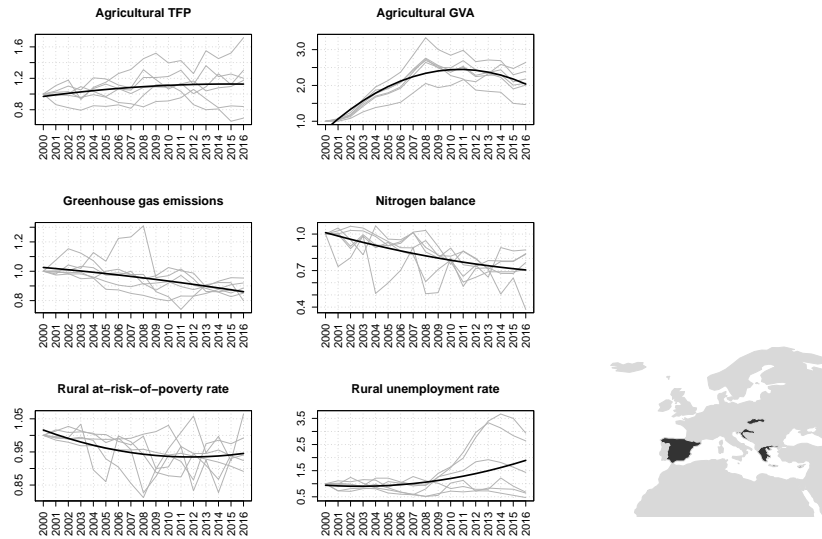 Agricultural TFP
0.8 1.0 1.2 1.6
2000 2001 2002 2003 2004 2005 2006 2007 2008 2009 2010 2011 2012 2013 2014 2015 2016
Agricultural GVA
1.0 2.0 3.0
2000 2001 2002 2003 2004 2005 2006 2007 2008 2009 2010 2011 2012 2013 2014 2015 2016
Greenhouse gas emissions
0.8 1.0 1.2
2000 2001 2002 2003 2004 2005 2006 2007 2008 2009 2010 2011 2012 2013 2014 2015 2016
Nitrogen balance
0.4 0.7 1.0
2000 2001 2002 2003 2004 2005 2006 2007 2008 2009 2010 2011 2012 2013 2014 2015 2016
Rural at−risk−of−poverty rate
0.85 0.95 1.05
2000 2001 2002 2003 2004 2005 2006 2007 2008 2009 2010 2011 2012 2013 2014 2015 2016
Rural unemployment rate
0.5 1.5 2.5 3.5
2000 2001 2002 2003 2004 2005 2006 2007 2008 2009 2010 2011 2012 2013 2014 2015 2016